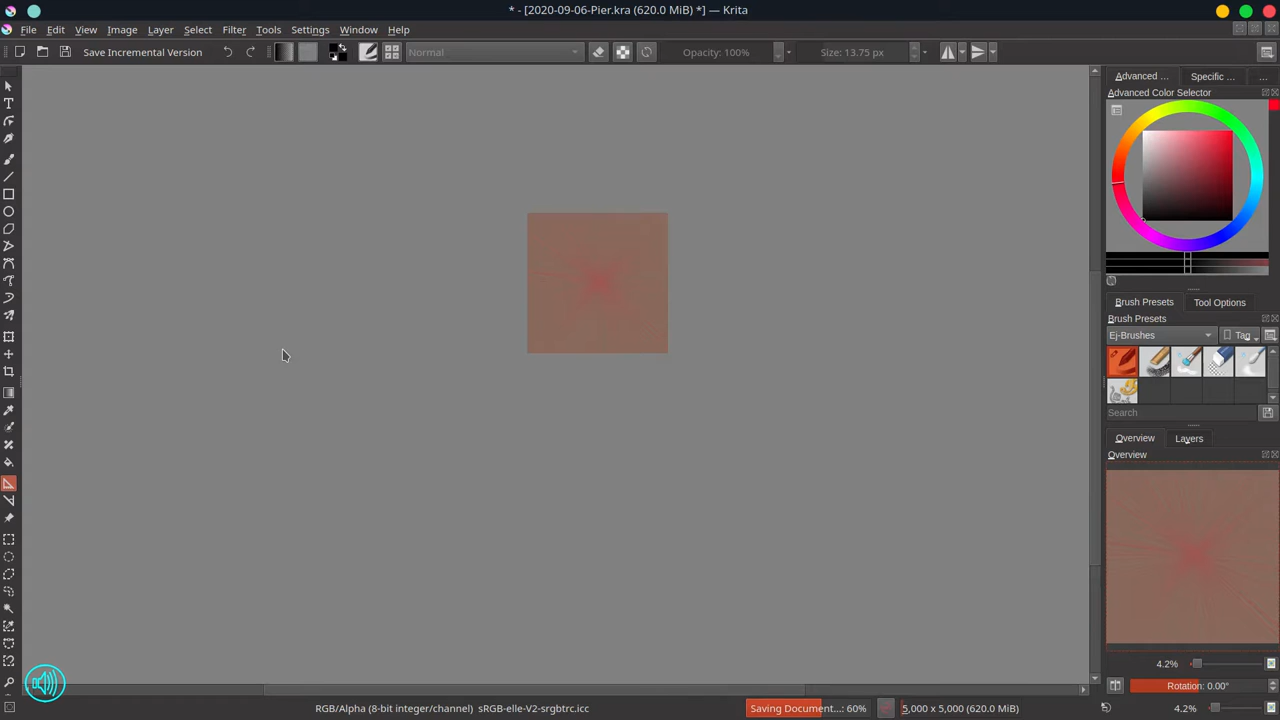 * - [2020-09-06-Pier.kra (620.0 MiB) *] — Krita
File Edit View Image Layer Select Filter Tools Settings Window Help
Save Incremental Version Normal Opacity: 100% Size: 13.75 px
Advanced ... Specific ... ...
Advanced Color Selector
Brush Presets Tool Options
Brush Presets
Ej-Brushes Tag
Search
Overview Layers
Overview
4.2%
Rotation: 0.00°
RGB/Alpha (8-bit integer/channel) sRGB-elle-V2-srgbtrc.icc Saving Document...: 60% 5,000 x 5,000 (620.0 MiB) 4.2%